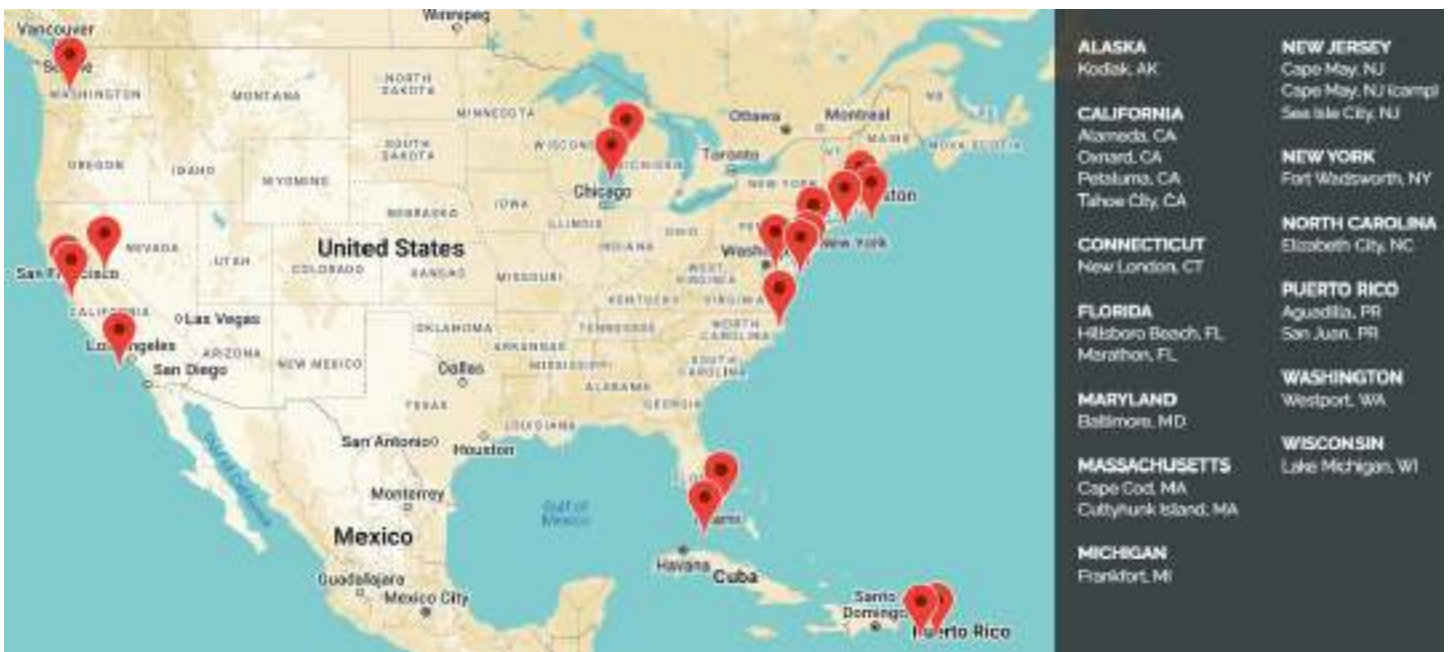 Winnipeg
Vancouver
WASHINGTON
MONTANA
NORTH
DAKOTA
MINNESOTA
Ottawa
Montreal
MAINE
NOVA SCOTIA
Toronto
OREGON
IDAHO
SOUTH
DAKOTA
WYOMING
Chicago
NEW YORK
NEBRASKA
IOWA
ILLINOIS
INDIANA
OHIO
United States
NEVADA
UTAH
COLORADO
KANSAS
MISSOURI
WEST
VIRGINIA
KENTUCKY
VIRGINIA
New York
San Francisco
Las Vegas
OKLAHOMA
TENNESSEE
NORTH
CAROLINA
ARKANSAS
ARIZONA
NEW MEXICO
San Diego
Dallas
MISSISSIPPI
ALABAMA
SOUTH
CAROLINA
TEXAS
GEORGIA
LOUISIANA
San Antonio
Houston
Monterrey
Gulf of
Mexico
Gulf of California
Mexico
Havana
Cuba
Guadalajara
Mexico City
Santo
Domingo
Puerto Rico
ALASKA
Kodiak, AK
CALIFORNIA
Alameda, CA
Oxnard, CA
Petaluma, CA
Tahoe City, CA
CONNECTICUT
New London, CT
FLORIDA
Hillsboro Beach, FL
Marathon, FL
MARYLAND
Baltimore, MD
MASSACHUSETTS
Cape Cod, MA
Cuttyhunk Island, MA
MICHIGAN
Frankfort, MI
NEW JERSEY
Cape May, NJ
Cape May, NJ (camp)
Sea Isle City, NJ
NEW YORK
Fort Wadsworth, NY
NORTH CAROLINA
Elizabeth City, NC
PUERTO RICO
Aguadilla, PR
San Juan, PR
WASHINGTON
Westport, WA
WISCONSIN
Lake Michigan, WI